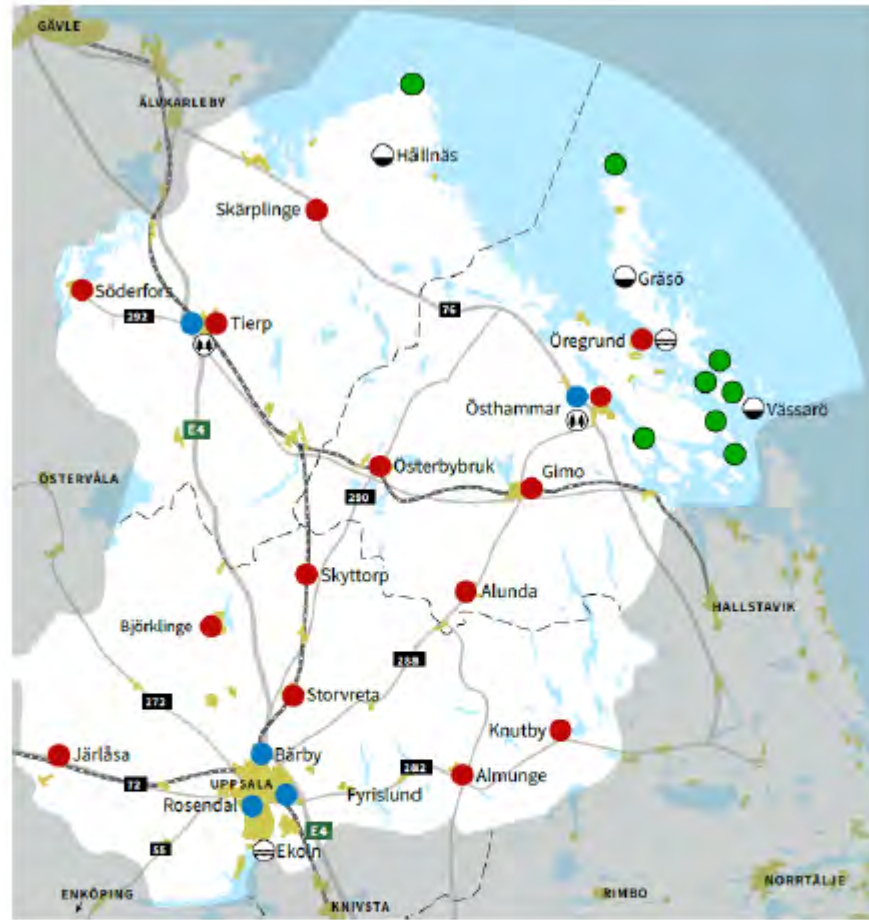 GÄVLE
ÄLVKARLEBY
Hållnäs
Skärplinge
Gräsö
Söderfors
292
Tierp
76
Öregrund
Östhammar
Vässarö
E4
ÖSTERVÅLA
Österbybruk
Gimo
290
Skyttorp
Alunda
HALLSTAVIK
Björklinge
288
Storvreta
272
Knutby
Järlåsa
Bärby
282
Almunge
72
UPPSALA
Fyrislund
Rosendal
E4
55
Ekoln
NORRTÄLJE
ENKÖPING
RIMBO
KNIVSTA